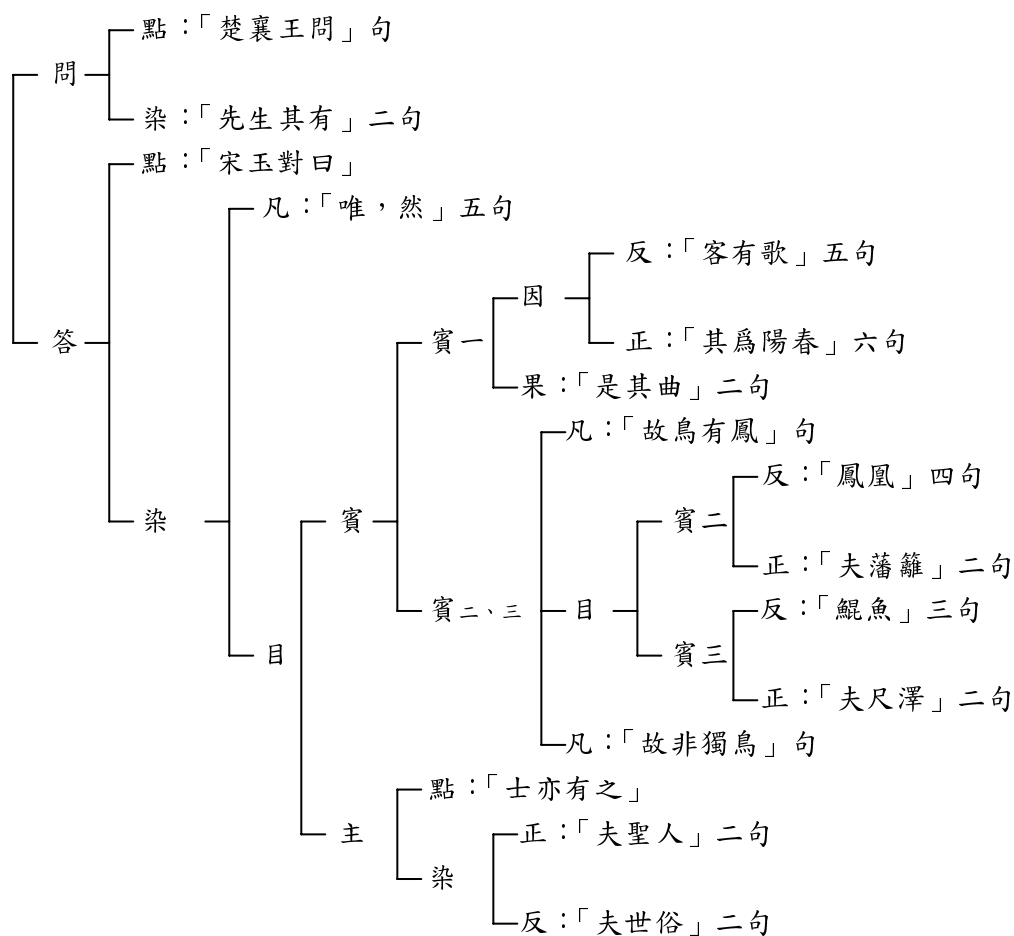 點：「楚襄王問」句
問
染：「先生其有」二句
點：「宋玉對曰」
凡：「唯，然」五句
反：「客有歌」五句
因
答
賓一
正：「其爲陽春」六句
果：「是其曲」二句
凡：「故鳥有鳳」句
反：「鳳凰」四句
染
賓
賓二
正：「夫藩籬」二句
賓二、三
目
反：「鯤魚」三句
目
賓三
正：「夫尺澤」二句
凡：「故非獨鳥」句
點：「士亦有之」
主
正：「夫聖人」二句
染
反：「夫世俗」二句